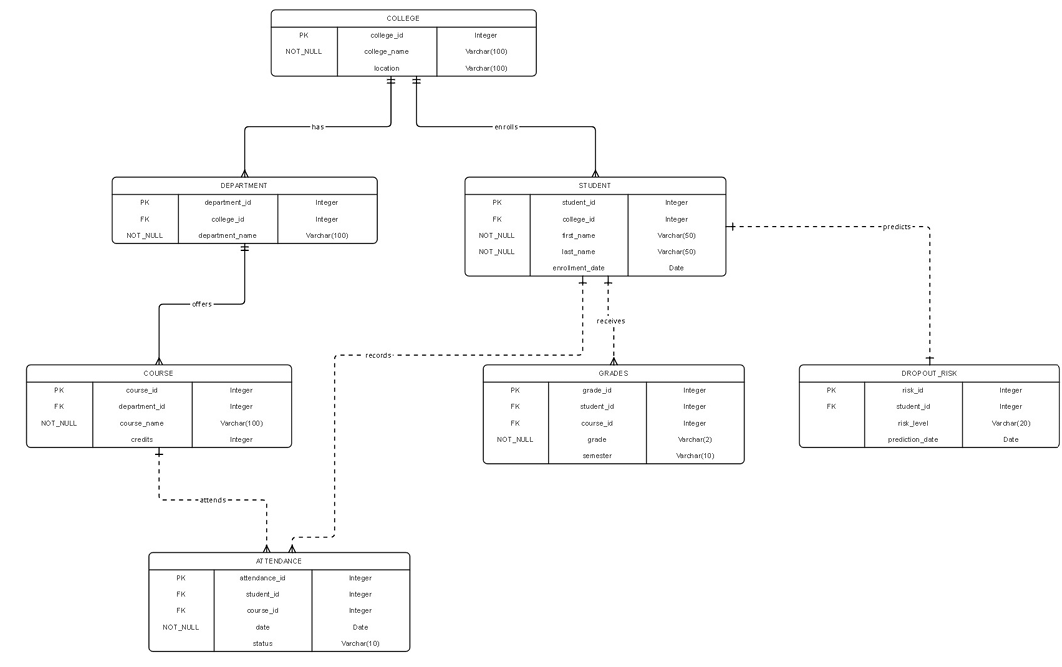 COLLEGE
PK college_id Integer
NOT_NULL college_name Varchar(100)
location Varchar(100)
has
enrolls
DEPARTMENT
PK department_id Integer
FK college_id Integer
NOT_NULL department_name Varchar(100)
STUDENT
PK student_id Integer
FK college_id Integer
NOT_NULL first_name Varchar(50)
NOT_NULL last_name Varchar(50)
enrollment_date Date
predicts
offers
receives
records
COURSE
PK course_id Integer
FK department_id Integer
NOT_NULL course_name Varchar(100)
credits Integer
GRADES
PK grade_id Integer
FK student_id Integer
FK course_id Integer
NOT_NULL grade Varchar(2)
semester Varchar(10)
DROPOUT_RISK
PK risk_id Integer
FK student_id Integer
risk_level Varchar(20)
prediction_date Date
attends
ATTENDANCE
PK attendance_id Integer
FK student_id Integer
FK course_id Integer
NOT_NULL date Date
status Varchar(10)